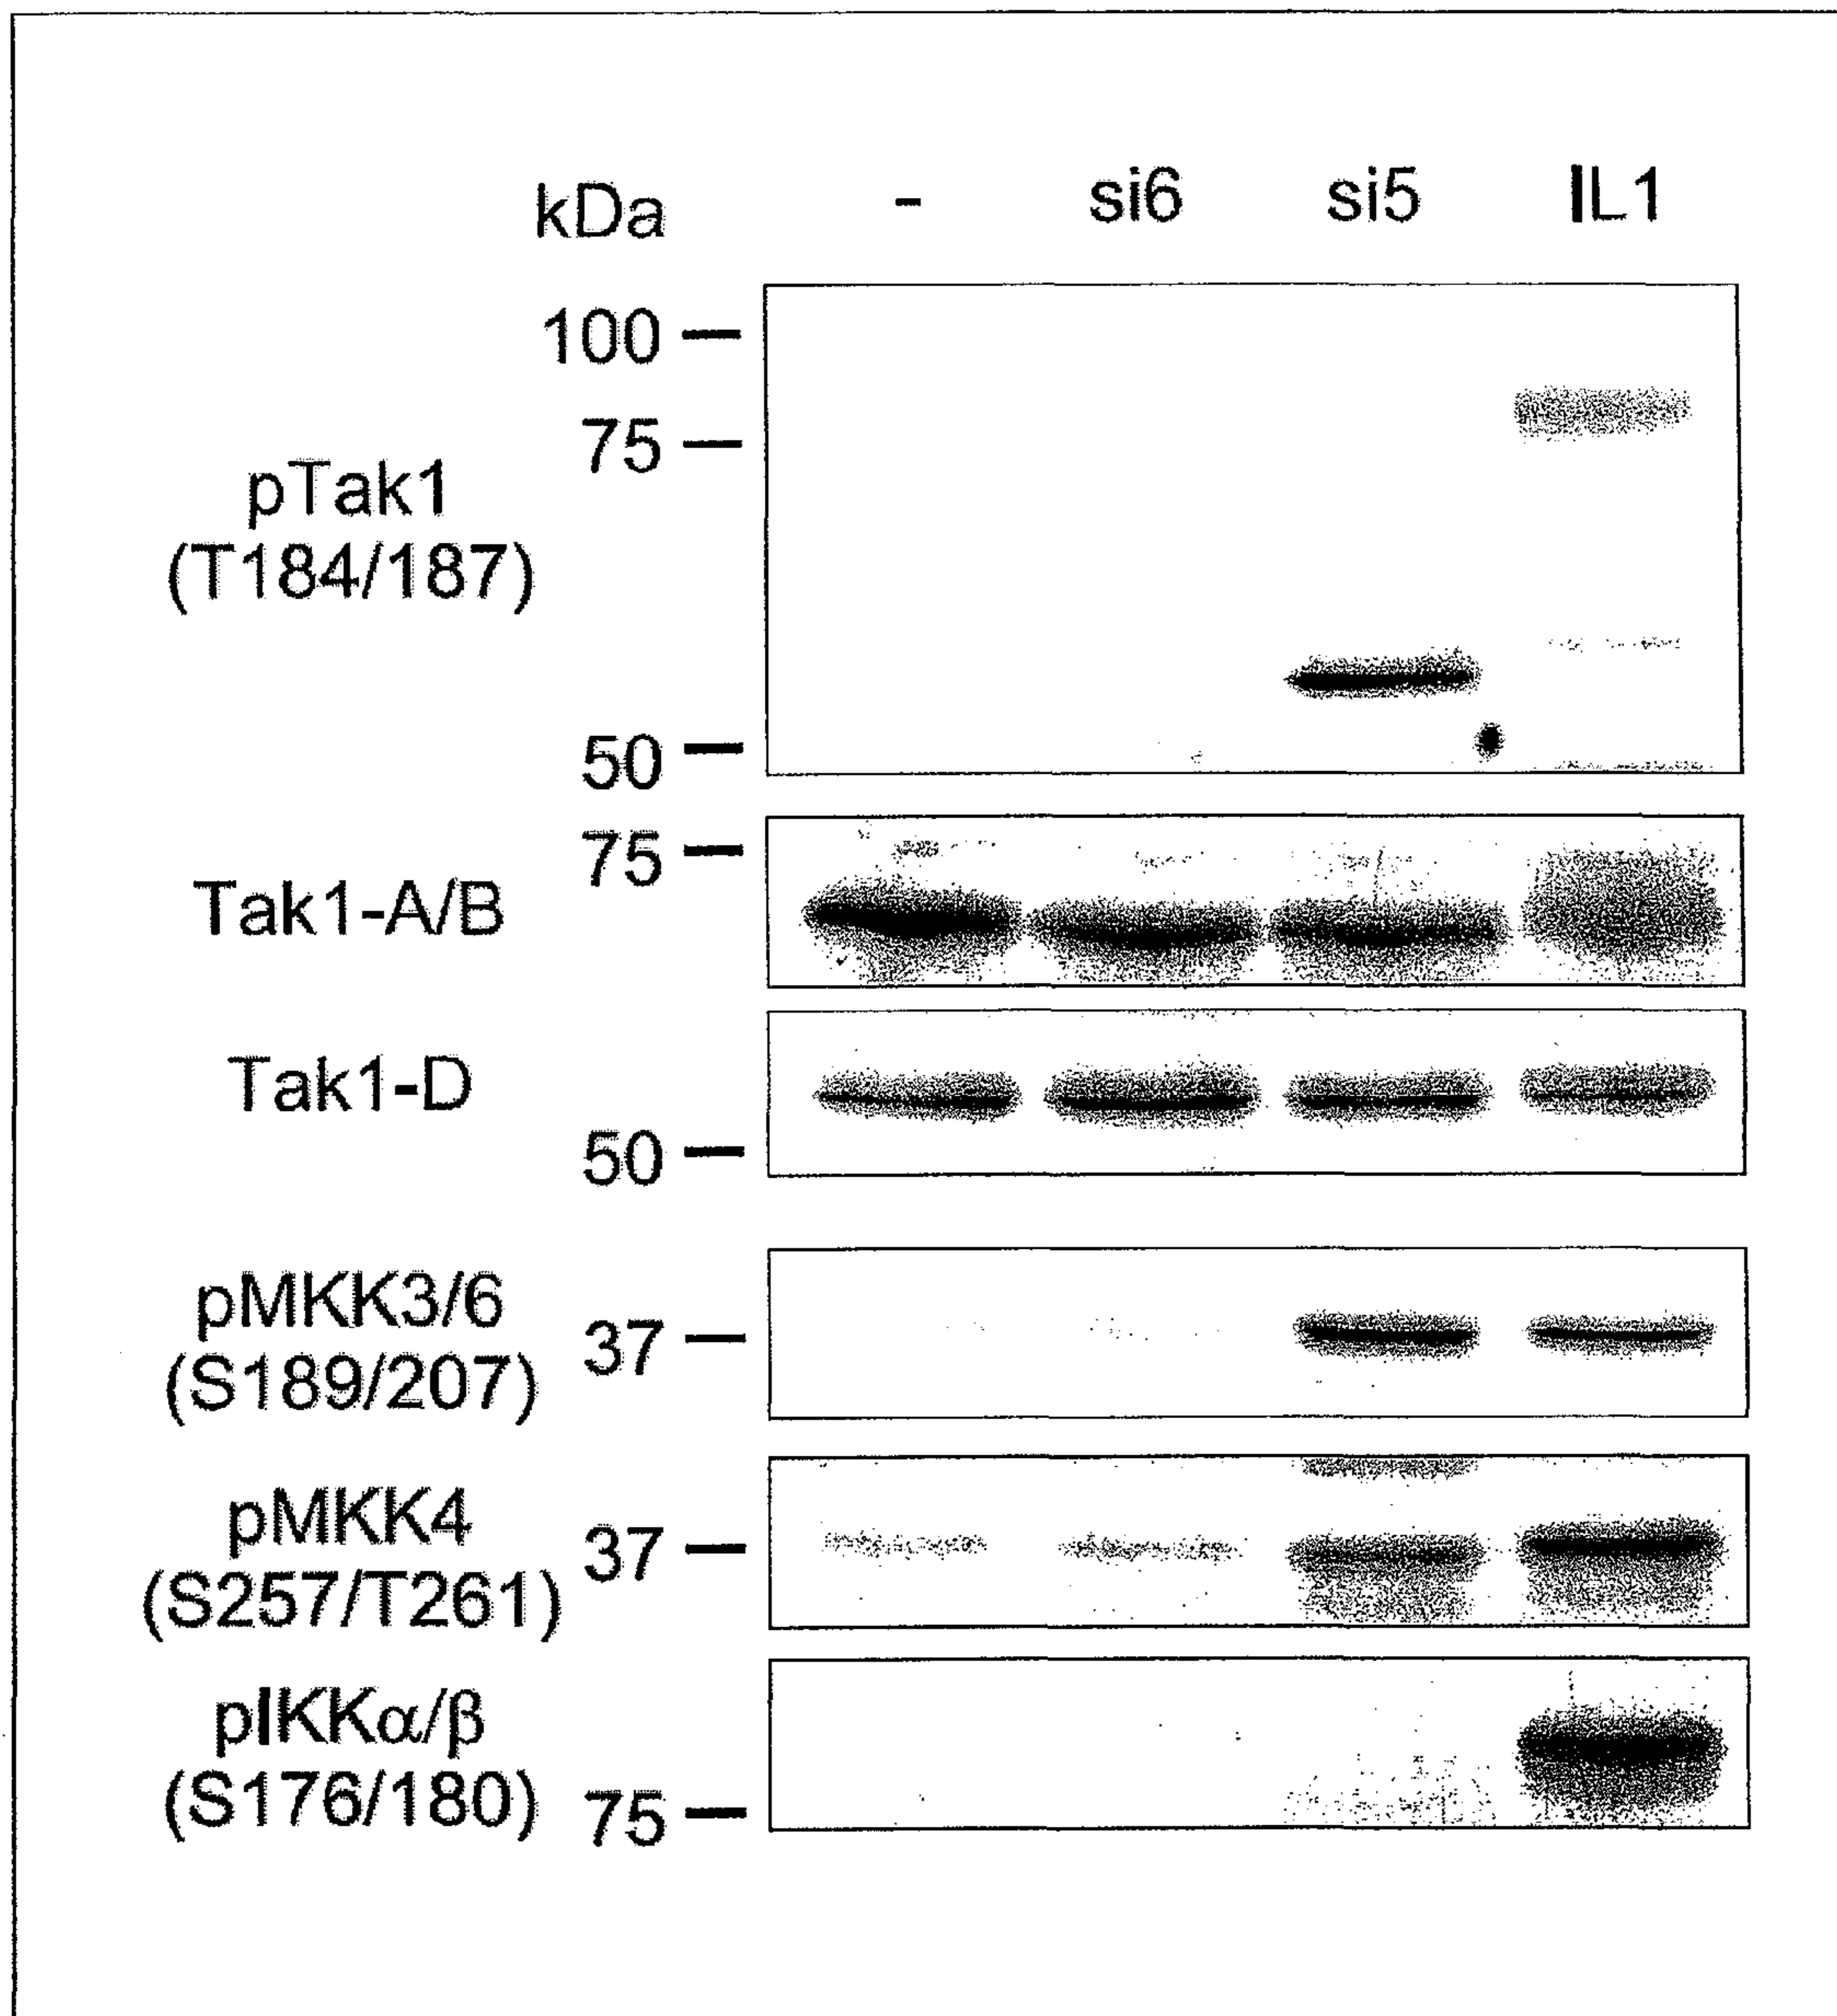 kDa - si6 si5 IL1
100
75
pTak1
(T184/187)
50
75
Tak1-A/B
Tak1-D
50
pMKK3/6
(S189/207)
37
pMKK4
(S257/T261)
37
pIKKα/β
(S176/180)
75